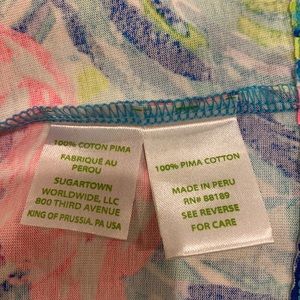 100% COTON PIMA
FABRIQUÉ AU
PEROU
SUGARTOWN
WORLDWIDE, LLC
800 THIRD AVENUE
KING OF PRUSSIA, PA USA
100% PIMA COTTON
MADE IN PERU
RN# 88189
SEE REVERSE
FOR CARE